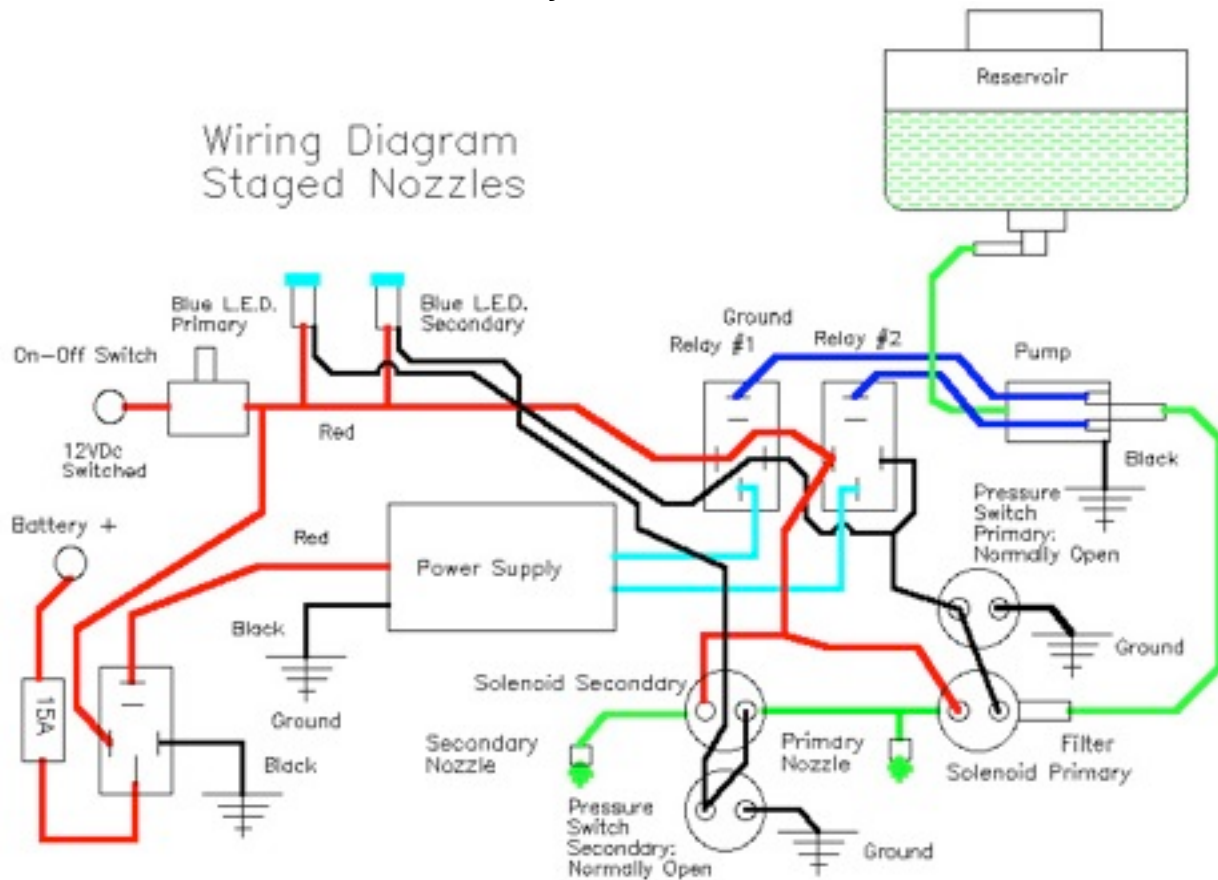 Reservoir
Wiring Diagram
Staged Nozzles
Blue L.E.D.
Primary
Blue L.E.D.
Secondary
Ground
Relay #1
Relay #2
Pump
On-Off Switch
12VDc
Switched
Red
Black
Pressure
Switch
Primary:
Normally Open
Battery +
Red
Power Supply
Black
Ground
Ground
15A
Solenoid Secondary
Black
Secondary
Nozzle
Primary
Nozzle
Filter
Solenoid Primary
Pressure
Switch
Secondary:
Normally Open
Ground